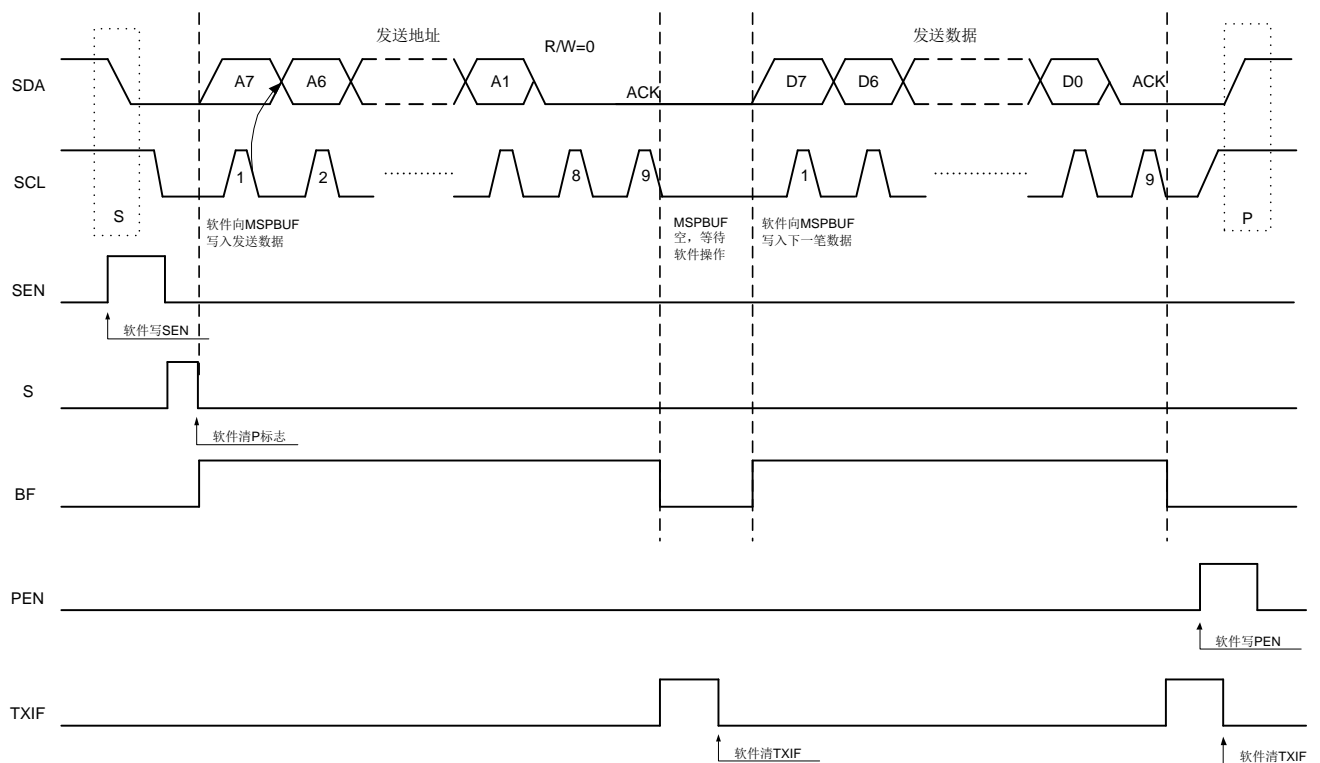 发送地址
R/W=0
发送数据
SDA
A7
A6
A1
ACK
D7
D6
D0
ACK
SCL
1
2
8
9
1
9
S
P
软件向MSPBUF
写入发送数据
MSPBUF
空，等待
软件操作
软件向MSPBUF
写入下一笔数据
SEN
软件写SEN
S
软件清P标志
BF
PEN
软件写PEN
TXIF
软件清TXIF
软件清TXIF